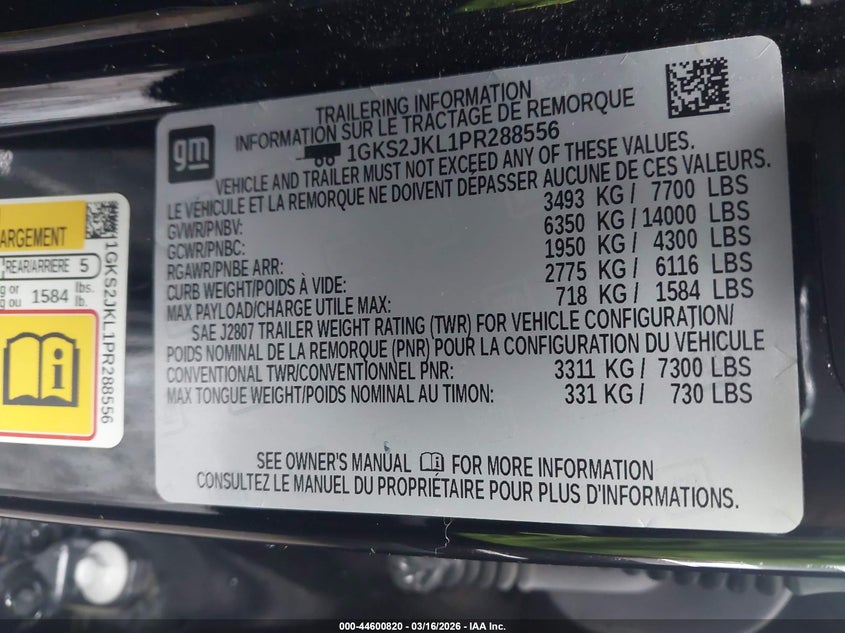 gm
TRAILERING INFORMATION
INFORMATION SUR LE TRACTAGE DE REMORQUE
1GKS2JKL1PR288556
VEHICLE AND TRAILER MUST NOT EXCEED ANY OF THESE VALUES.
LE VÉHICULE ET LA REMORQUE NE DOIVENT DÉPASSER AUCUNE DE CES VALEURS.
GVWR/PNBV: 3493 KG / 7700 LBS
GCWR/PNBC: 6350 KG / 14000 LBS
RGAWR/PNBE ARR: 1950 KG / 4300 LBS
CURB WEIGHT/POIDS À VIDE: 2775 KG / 6116 LBS
MAX PAYLOAD/CHARGE UTILE MAX: 718 KG / 1584 LBS
SAE J2807 TRAILER WEIGHT RATING (TWR) FOR VEHICLE CONFIGURATION/
POIDS NOMINAL DE LA REMORQUE (PNR) POUR LA CONFIGURATION DU VÉHICULE
CONVENTIONAL TWR/CONVENTIONNEL PNR: 3311 KG / 7300 LBS
MAX TONGUE WEIGHT/POIDS NOMINAL AU TIMON: 331 KG / 730 LBS
SEE OWNER'S MANUAL FOR MORE INFORMATION
CONSULTEZ LE MANUEL DU PROPRIÉTAIRE POUR PLUS D'INFORMATIONS.
ARGEMENT
REAR/ARRIERE 5
g or 1584 lbs.
ou lb.
1GKS2JKL1PR288556
000-44600820 - 03/16/2026 - IAA Inc.